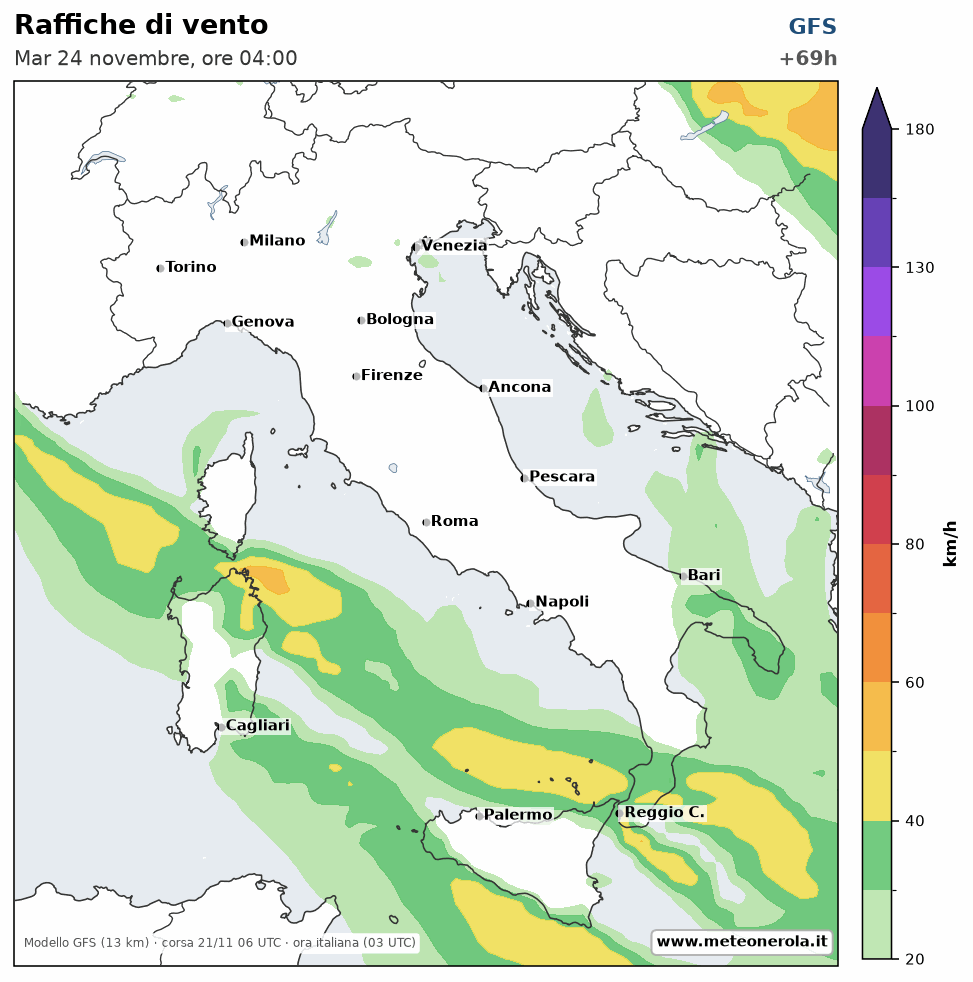 Raffiche di vento
GFS
Mar 24 novembre, ore 04:00
+69h
180
130
100
80
60
40
20
km/h
Milano
Venezia
Torino
Genova
Bologna
Firenze
Ancona
Pescara
Roma
Bari
Napoli
Cagliari
Palermo
Reggio C.
Modello GFS (13 km) · corsa 21/11 06 UTC · ora italiana (03 UTC)
www.meteonerola.it